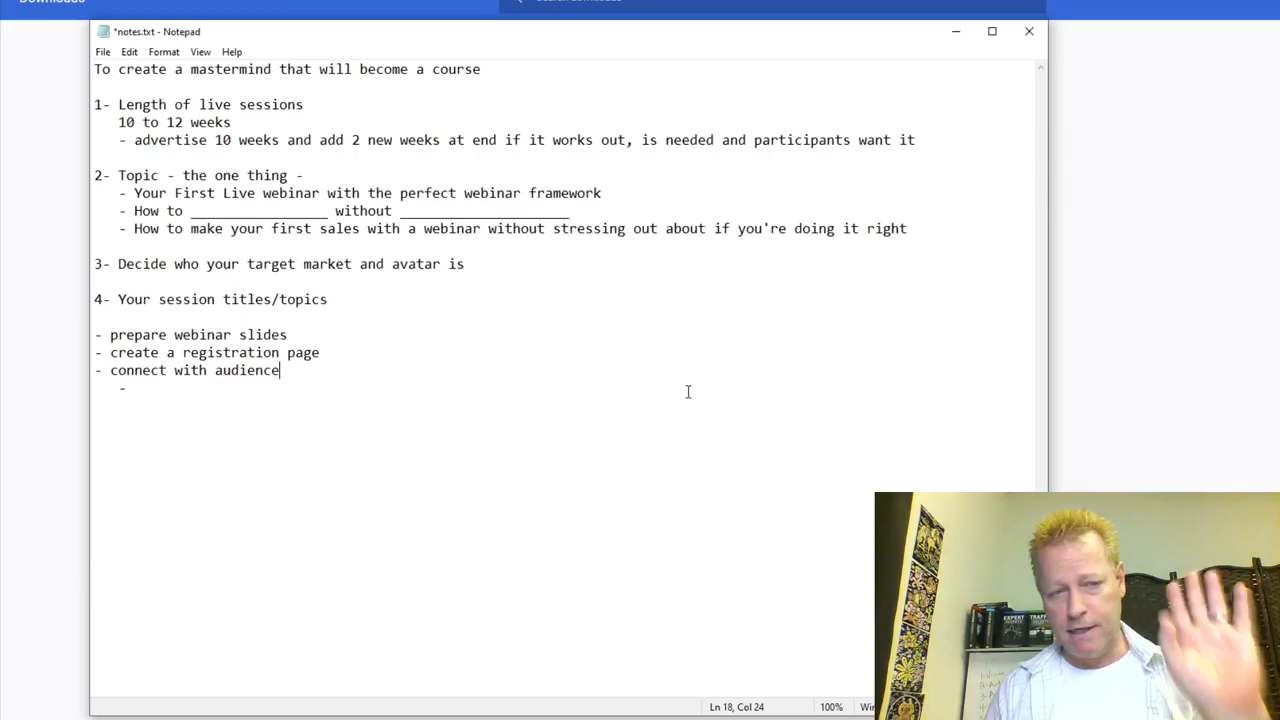 *notes.txt - Notepad
File Edit Format View Help
To create a mastermind that will become a course
1- Length of live sessions
10 to 12 weeks
- advertise 10 weeks and add 2 new weeks at end if it works out, is needed and participants want it
2- Topic - the one thing -
- Your First Live webinar with the perfect webinar framework
- How to _________________ without _____________________
- How to make your first sales with a webinar without stressing out about if you're doing it right
3- Decide who your target market and avatar is
4- Your session titles/topics
- prepare webinar slides
- create a registration page
- connect with audience
-
EXPERT
Ln 18, Col 24 100%